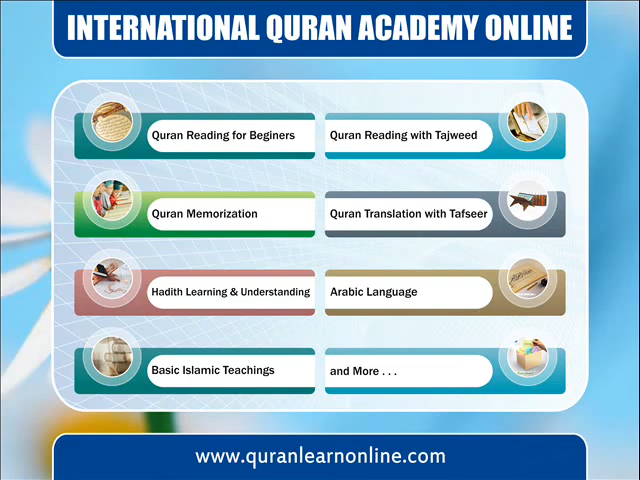 INTERNATIONAL QURAN ACADEMY ONLINE
Quran Reading for Beginers
Quran Reading with Tajweed
Quran Memorization
Quran Translation with Tafseer
Hadith Learning & Understanding
Arabic Language
Basic Islamic Teachings
and More . . .
www.quranlearnonline.com